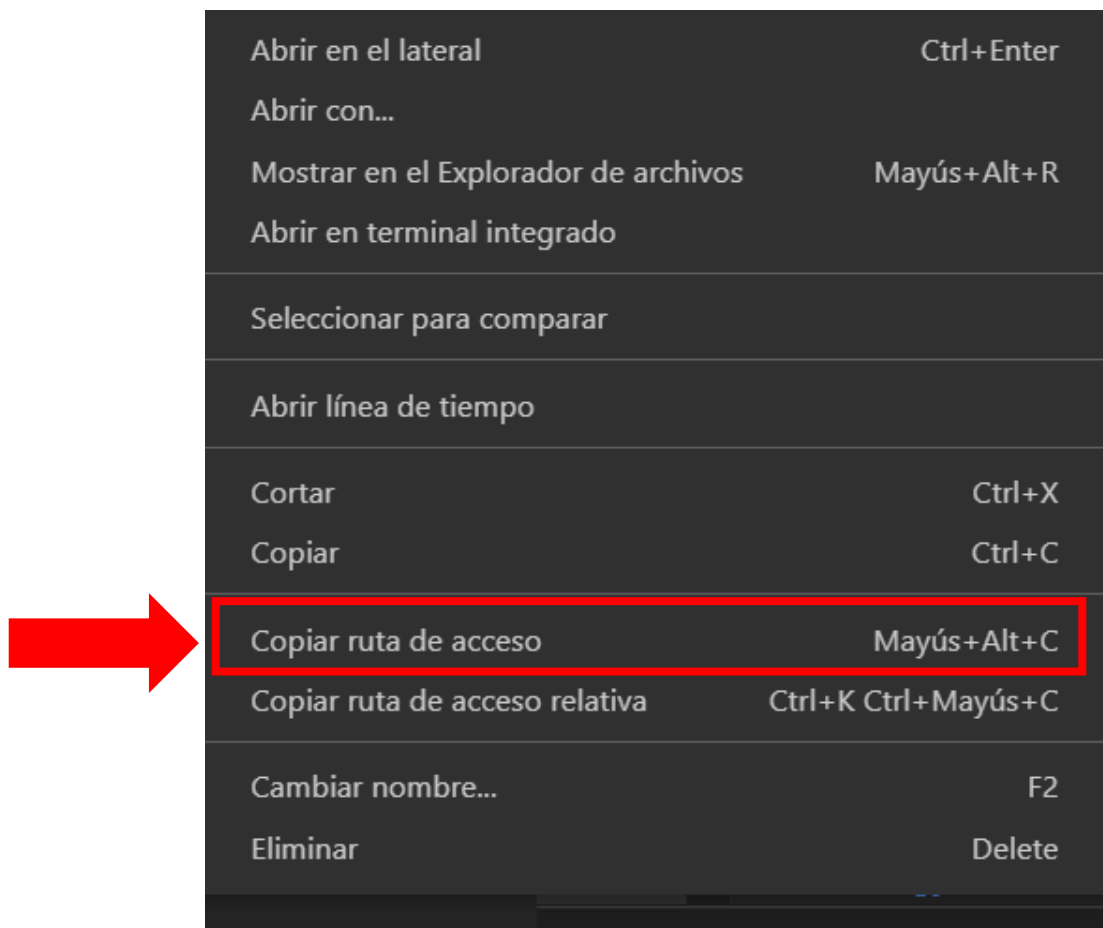 Abrir en el lateral Ctrl+Enter
Abrir con...
Mostrar en el Explorador de archivos Mayús+Alt+R
Abrir en terminal integrado
Seleccionar para comparar
Abrir línea de tiempo
Cortar Ctrl+X
Copiar Ctrl+C
Copiar ruta de acceso Mayús+Alt+C
Copiar ruta de acceso relativa Ctrl+K Ctrl+Mayús+C
Cambiar nombre... F2
Eliminar Delete